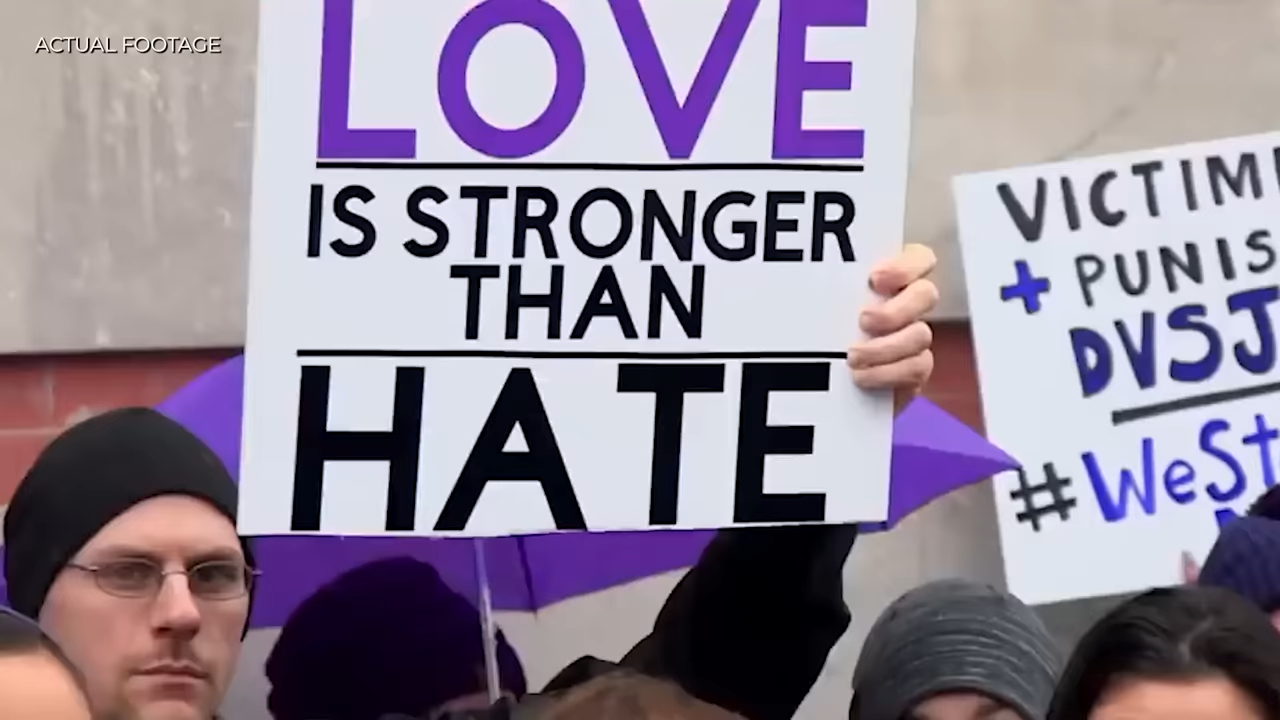 ACTUAL FOOTAGE
LOVE
IS STRONGER
THAN
HATE
VICTIM
+ PUNIS
DVSJ
#WeSt